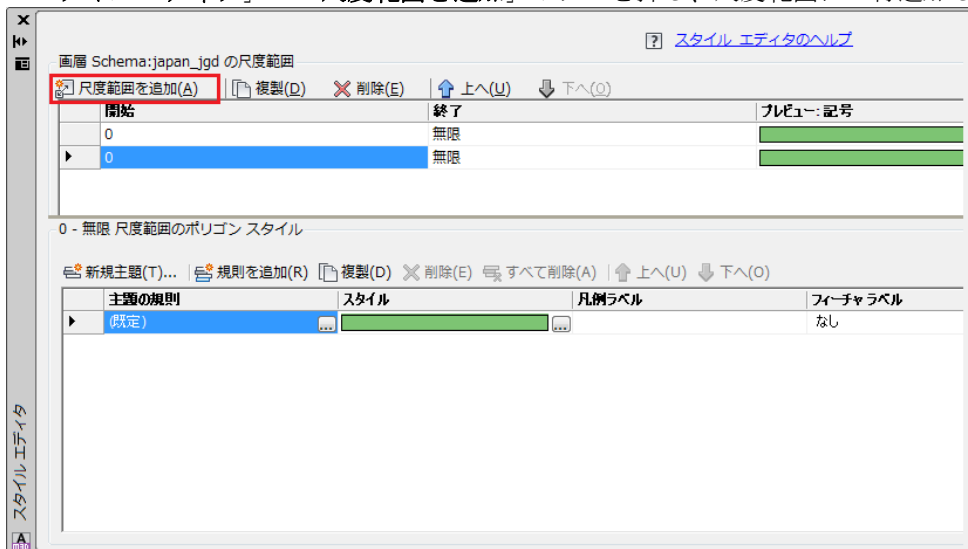 スタイル エディタのヘルプ
画層 Schema:japan_jgd の尺度範囲
尺度範囲を追加(A) 複製(D) 削除(E) 上へ(U) 下へ(O)
開始 終了 プレビュー: 記号
0 無限
0 無限
0 - 無限 尺度範囲のポリゴン スタイル
新規主題(T)... 規則を追加(R) 複製(D) 削除(E) すべて削除(A) 上へ(U) 下へ(O)
主題の規則 スタイル 凡例ラベル フィーチャ ラベル
(既定) ... ... なし
スタイル エディタ